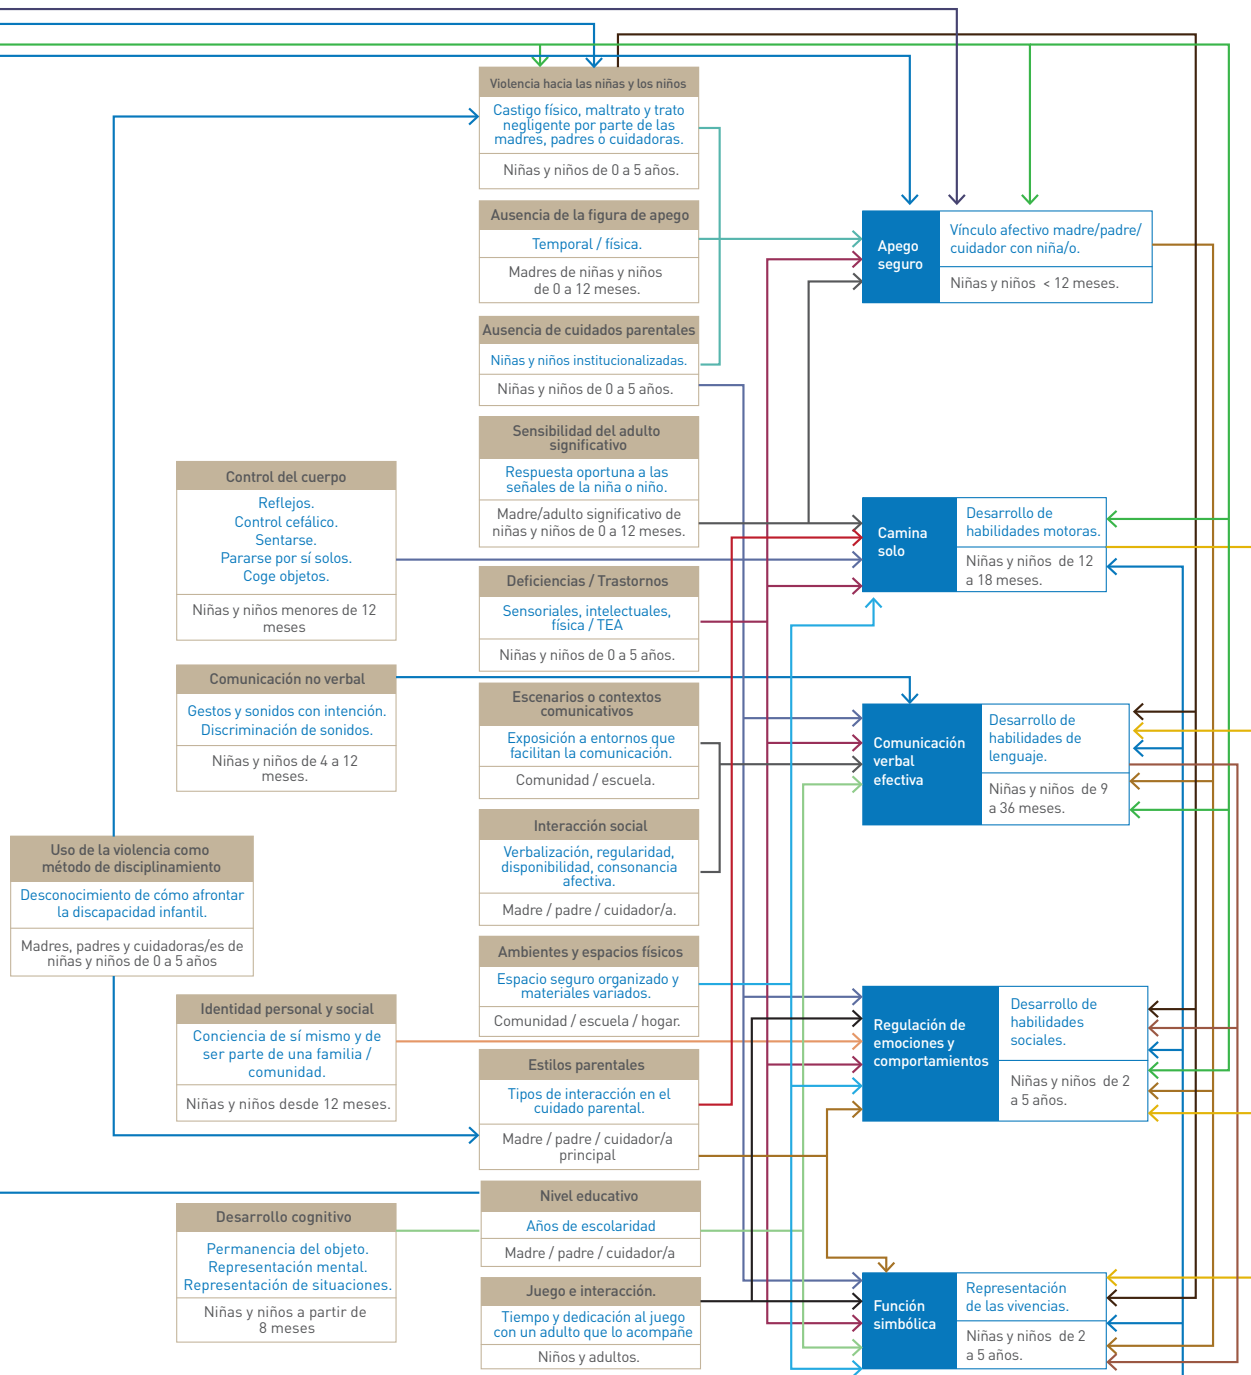 Violencia hacia las niñas y los niños
Castigo físico, maltrato y trato
negligente por parte de las
madres, padres o cuidadoras.
Niñas y niños de 0 a 5 años.
Ausencia de la figura de apego
Temporal / física.
Madres de niñas y niños
de 0 a 12 meses.
Ausencia de cuidados parentales
Niñas y niños institucionalizadas.
Niñas y niños de 0 a 5 años.
Sensibilidad del adulto
significativo
Respuesta oportuna a las
señales de la niña o niño.
Madre/adulto significativo de
niñas y niños de 0 a 12 meses.
Deficiencias / Trastornos
Sensoriales, intelectuales,
física / TEA
Niñas y niños de 0 a 5 años.
Escenarios o contextos
comunicativos
Exposición a entornos que
facilitan la comunicación.
Comunidad / escuela.
Interacción social
Verbalización, regularidad,
disponibilidad, consonancia
afectiva.
Madre / padre / cuidador/a.
Ambientes y espacios físicos
Espacio seguro organizado y
materiales variados.
Comunidad / escuela / hogar.
Estilos parentales
Tipos de interacción en el
cuidado parental.
Madre / padre / cuidador/a
principal
Nivel educativo
Años de escolaridad
Madre / padre / cuidador/a
Juego e interacción.
Tiempo y dedicación al juego
con un adulto que lo acompañe
Niños y adultos.
Control del cuerpo
Reflejos.
Control cefálico.
Sentarse.
Pararse por sí solos.
Coge objetos.
Niñas y niños menores de 12
meses
Comunicación no verbal
Gestos y sonidos con intención.
Discriminación de sonidos.
Niñas y niños de 4 a 12
meses.
Uso de la violencia como
método de disciplinamiento
Desconocimiento de cómo afrontar
la discapacidad infantil.
Madres, padres y cuidadoras/es de
niñas y niños de 0 a 5 años
Identidad personal y social
Conciencia de sí mismo y de
ser parte de una familia /
comunidad.
Niñas y niños desde 12 meses.
Desarrollo cognitivo
Permanencia del objeto.
Representación mental.
Representación de situaciones.
Niñas y niños a partir de
8 meses
Apego
seguro
Vínculo afectivo madre/padre/
cuidador con niña/o.
Niñas y niños < 12 meses.
Camina
solo
Desarrollo de
habilidades motoras.
Niñas y niños de 12
a 18 meses.
Comunicación
verbal
efectiva
Desarrollo de
habilidades de
lenguaje.
Niñas y niños de 9
a 36 meses.
Regulación de
emociones y
comportamientos
Desarrollo de
habilidades
sociales.
Niñas y niños de 2
a 5 años.
Función
simbólica
Representación
de las vivencias.
Niñas y niños de 2
a 5 años.